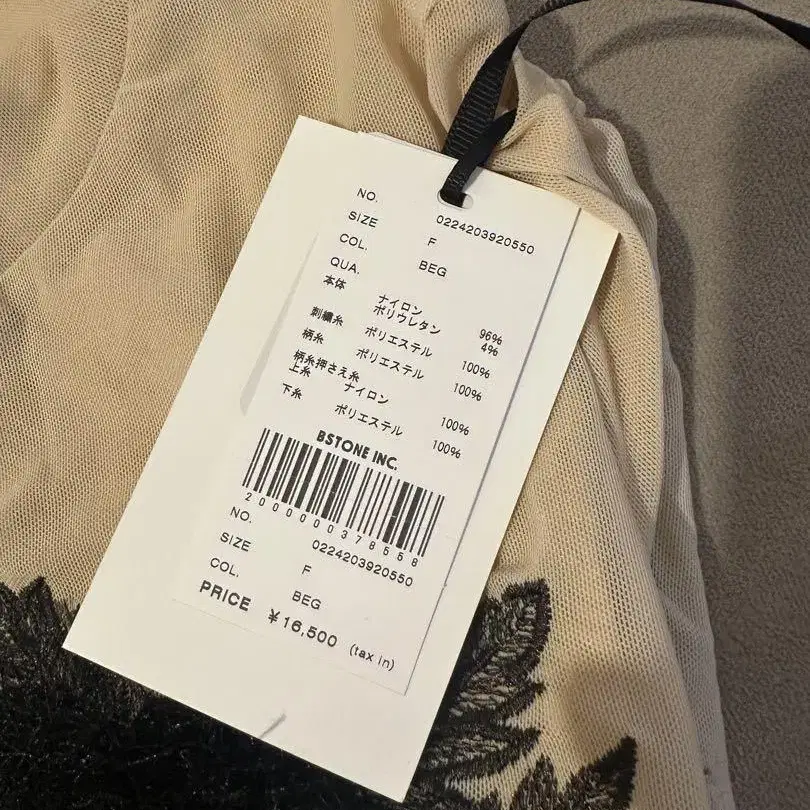 NO. 0224203920550
SIZE F
COL. BEG
QUA.
本体 ナイロン 96%
ポリウレタン 4%
刺繍糸 ポリエステル 100%
柄糸 ポリエステル 100%
柄糸押さえ糸
上糸 ナイロン 100%
下糸 ポリエステル 100%
BSTONE INC.
2000000378558
NO. 0224203920550
SIZE F
COL. BEG
PRICE ¥16,500 (tax in)